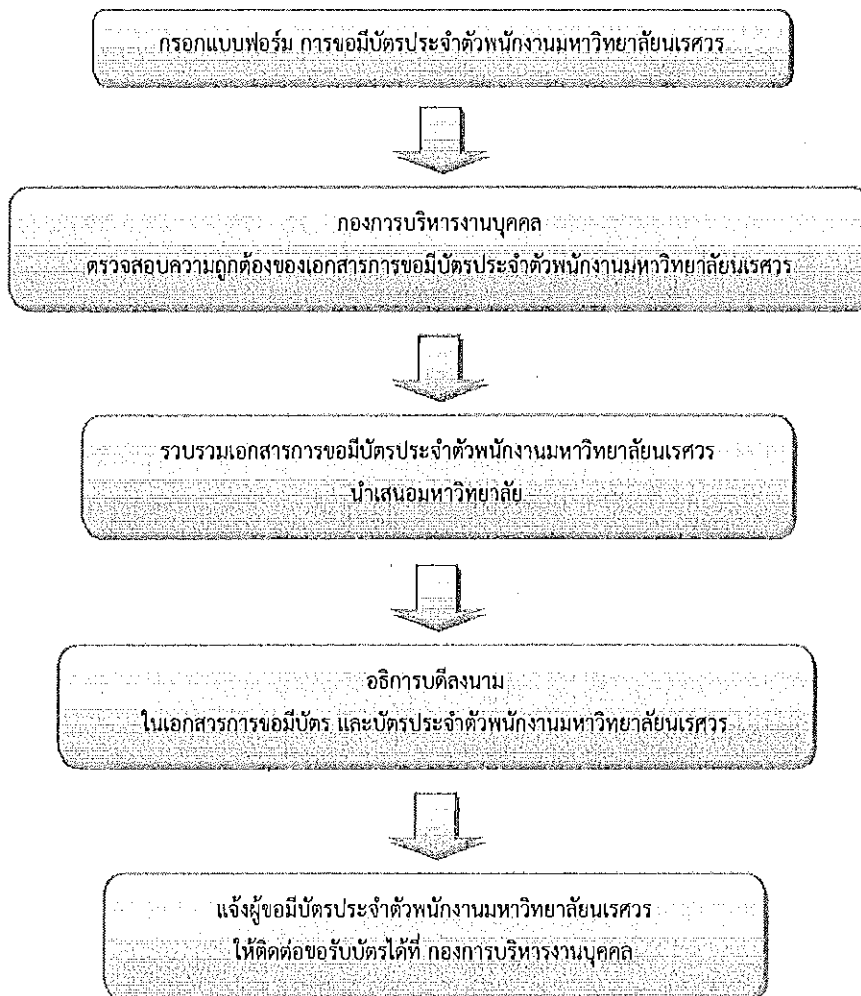 กรอกแบบฟอร์ม การขอมีบัตรประจำตัวพนักงานมหาวิทยาลัยนเรศวร
กองการบริหารงานบุคคล
ตรวจสอบความถูกต้องของเอกสารการขอมีบัตรประจำตัวพนักงานมหาวิทยาลัยนเรศวร
รวบรวมเอกสารการขอมีบัตรประจำตัวพนักงานมหาวิทยาลัยนเรศวร
นำเสนอมหาวิทยาลัย
อธิการบดีลงนาม
ในเอกสารการขอมีบัตร และบัตรประจำตัวพนักงานมหาวิทยาลัยนเรศวร
แจ้งผู้ขอมีบัตรประจำตัวพนักงานมหาวิทยาลัยนเรศวร
ให้ติดต่อขอรับบัตรได้ที่ กองการบริหารงานบุคคล